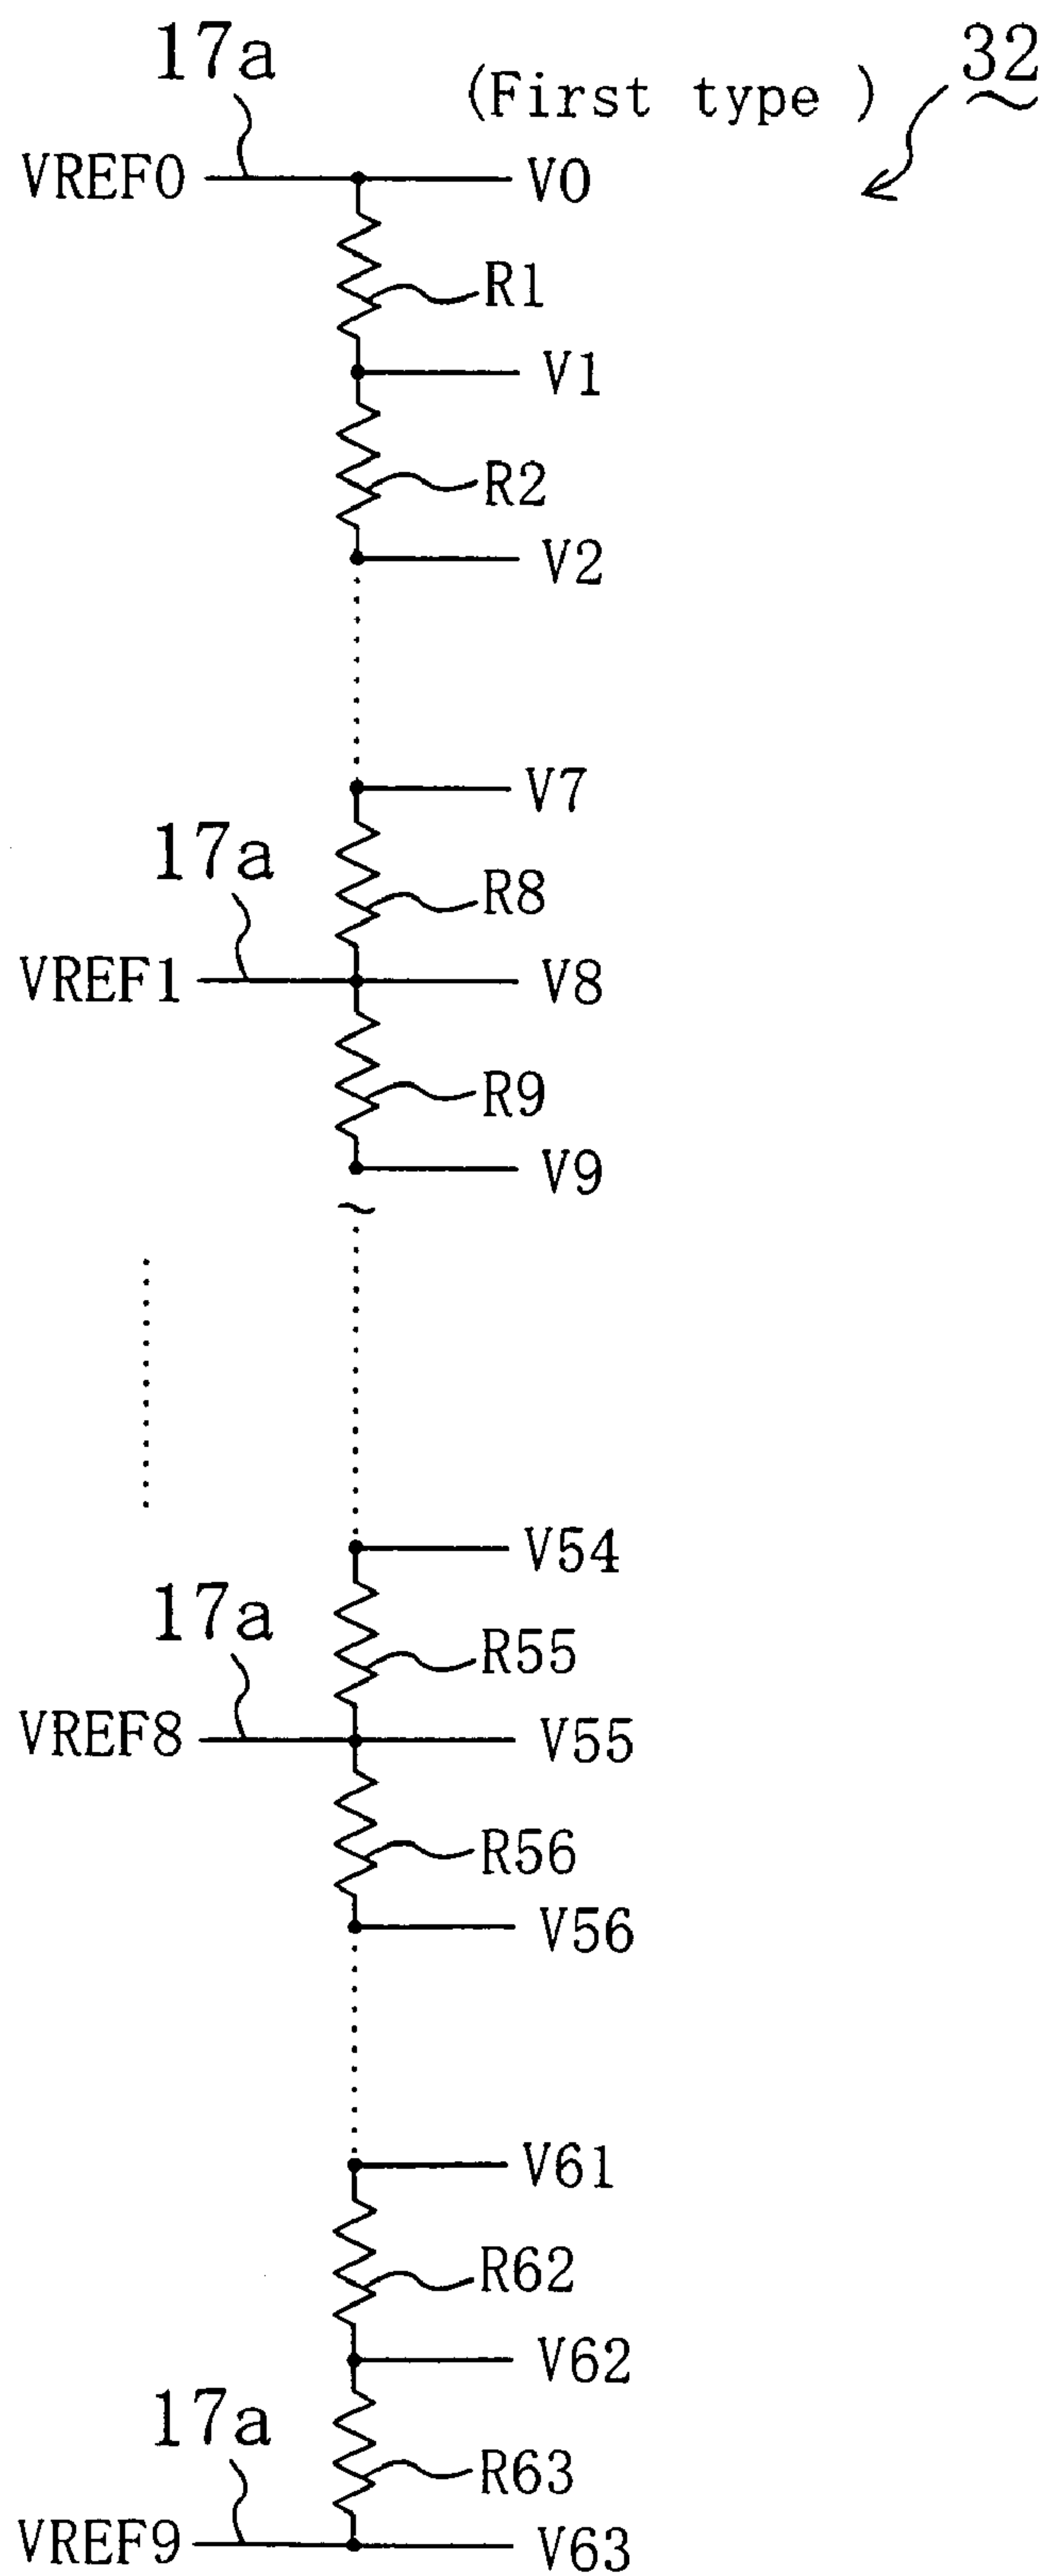 17a
(First type )
32
VREF0
V0
R1
V1
R2
V2
V7
17a
R8
VREF1
V8
R9
V9
V54
17a
R55
VREF8
V55
R56
V56
V61
R62
V62
17a
R63
VREF9
V63